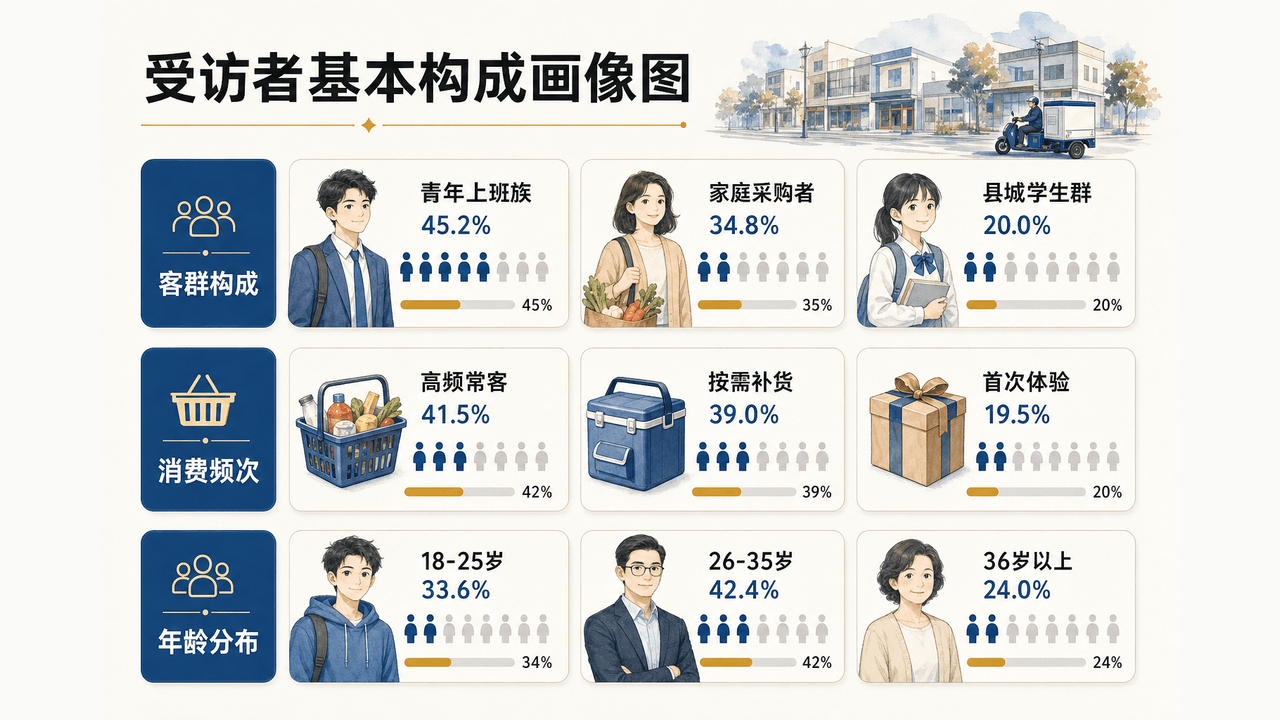 受访者基本构成画像图
客群构成
青年上班族
45.2%
45%
家庭采购者
34.8%
35%
县城学生群
20.0%
20%
消费频次
高频常客
41.5%
42%
按需补货
39.0%
39%
首次体验
19.5%
20%
年龄分布
18-25岁
33.6%
34%
26-35岁
42.4%
42%
36岁以上
24.0%
24%